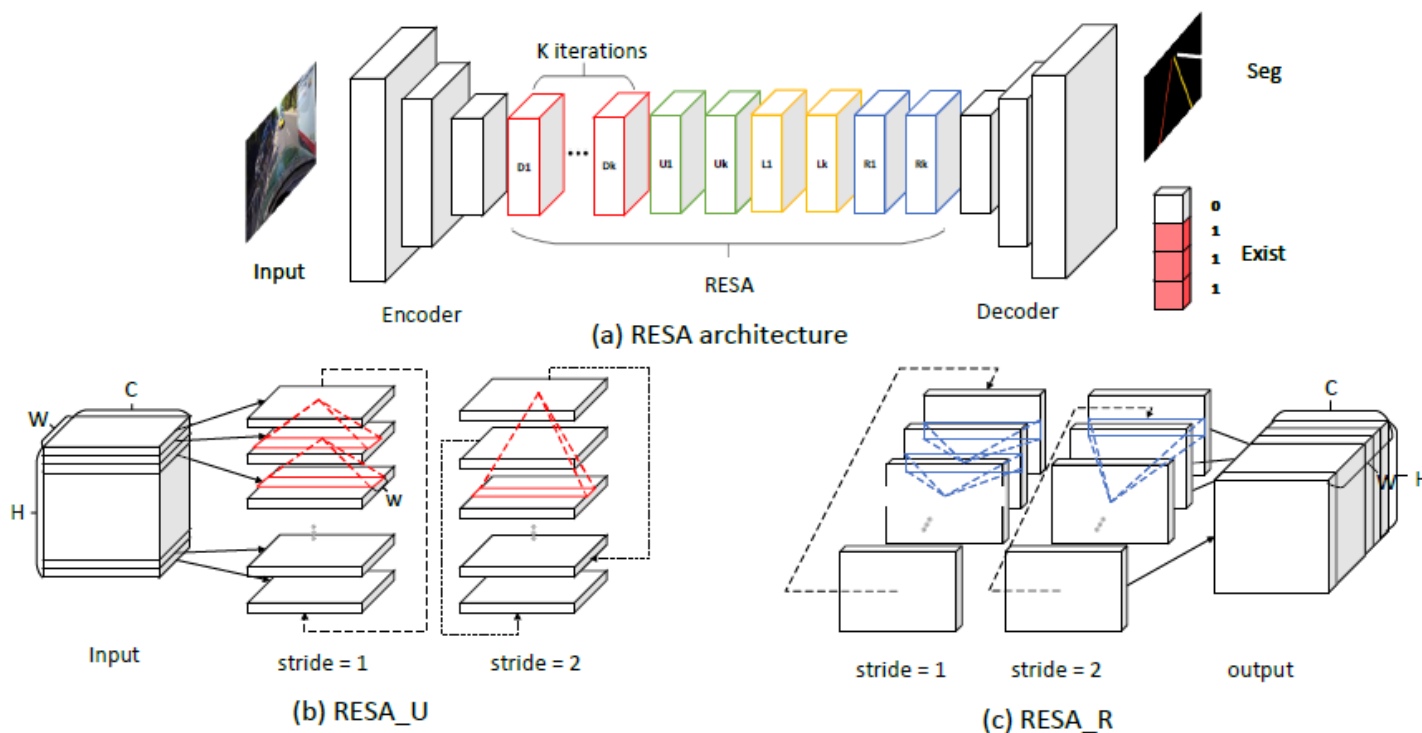 K iterations
D1
Dk
U1
Uk
L1
Lk
R1
Rk
Seg
0
1
1
1
Exist
Input
Encoder
RESA
Decoder
(a) RESA architecture
C
W
H
W
Input
stride = 1
stride = 2
(b) RESA_U
C
W
H
stride = 1
stride = 2
output
(c) RESA_R